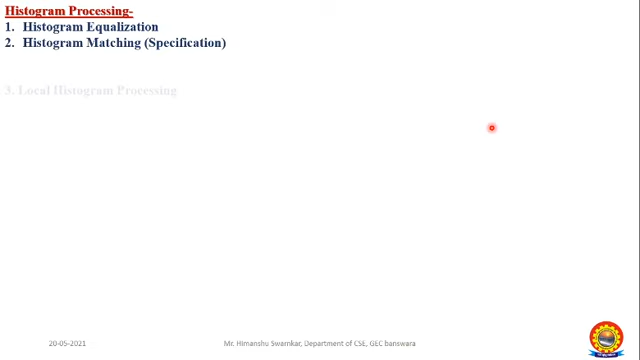 Histogram Processing-
1. Histogram Equalization
2. Histogram Matching (Specification)
3. Local Histogram Processing
20-05-2021
Mr. Himanshu Swarnkar, Department of CSE, GEC banswara